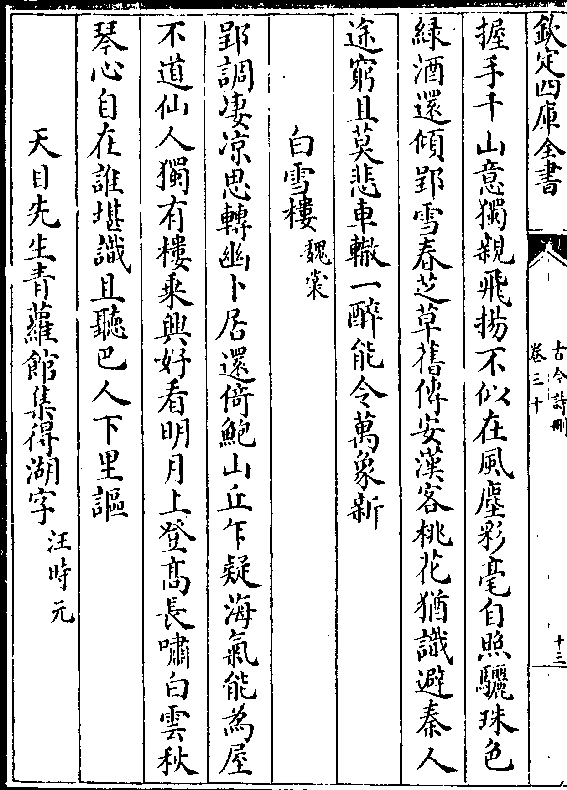 欽定四庫全書
古今詩刪
卷三十
十三
握手千山意獨親飛揚不似在風塵彩毫自照驪珠色
綠酒還傾郢雪春芝草舊傳安漢客桃花猶識避秦人
途窮且莫悲車轍一醉能令萬象新
白雪樓 魏裳
郢調凄凉思轉幽卜居還倚鮑山丘乍疑海氣能為屋
不道仙人獨有樓乘興好看明月上登髙長嘯白雲秋
琴心自在誰堪識且聽巴人下里謳
天目先生青蘿館集得湖字 汪時元